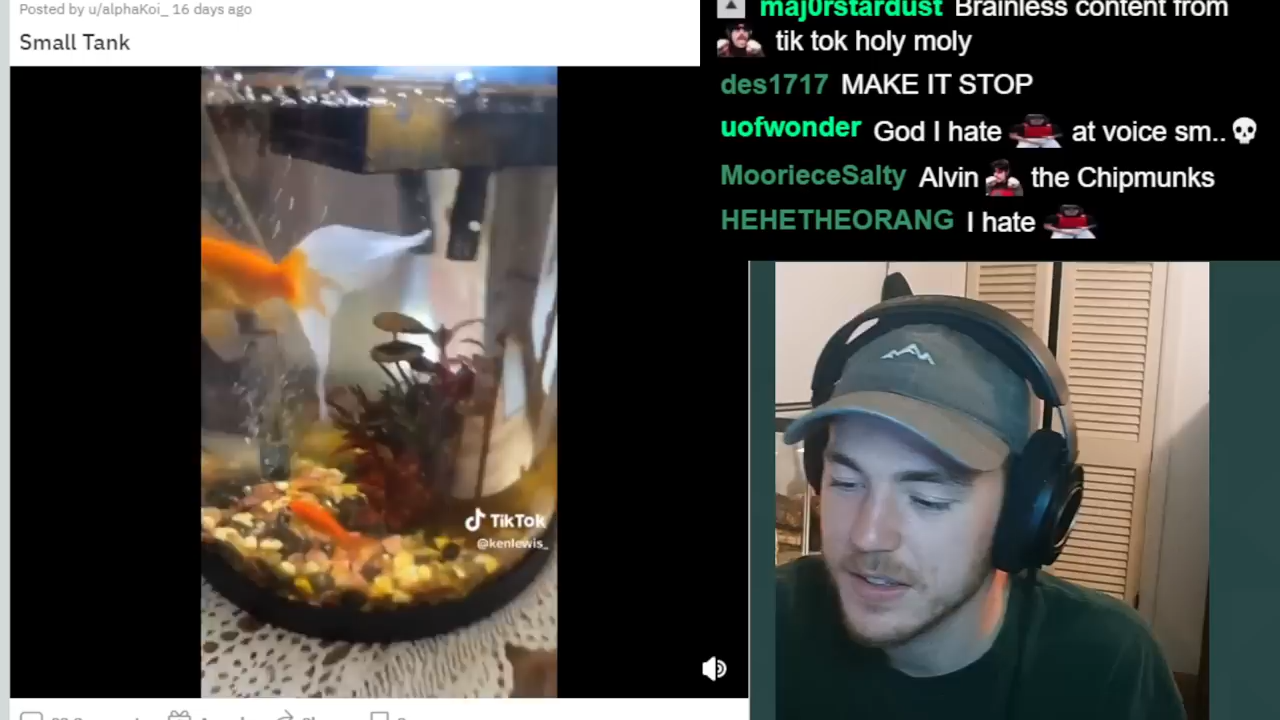 Posted by u/alphaKoi_ 16 days ago
Small Tank
maj0rstardust Brainless content from
tik tok holy moly
des1717 MAKE IT STOP
uofwonder God I hate at voice sm..
MoorieceSalty Alvin the Chipmunks
HEHETHEORANG I hate
TikTok
@kenlewis_